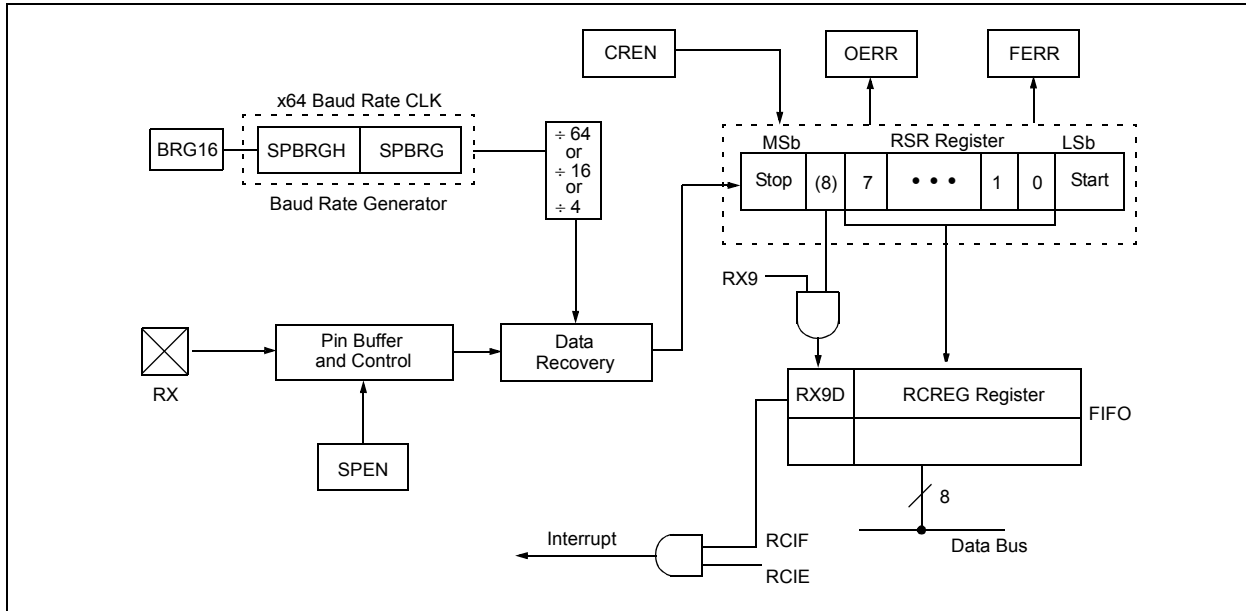 CREN
OERR
FERR
x64 Baud Rate CLK
BRG16
SPBRGH
SPBRG
Baud Rate Generator
÷ 64
or
÷ 16
or
÷ 4
MSb
RSR Register
LSb
Stop
(8)
7
• • •
1
0
Start
RX9
RX
Pin Buffer
and Control
Data
Recovery
SPEN
RX9D
RCREG Register
FIFO
8
Data Bus
Interrupt
RCIF
RCIE